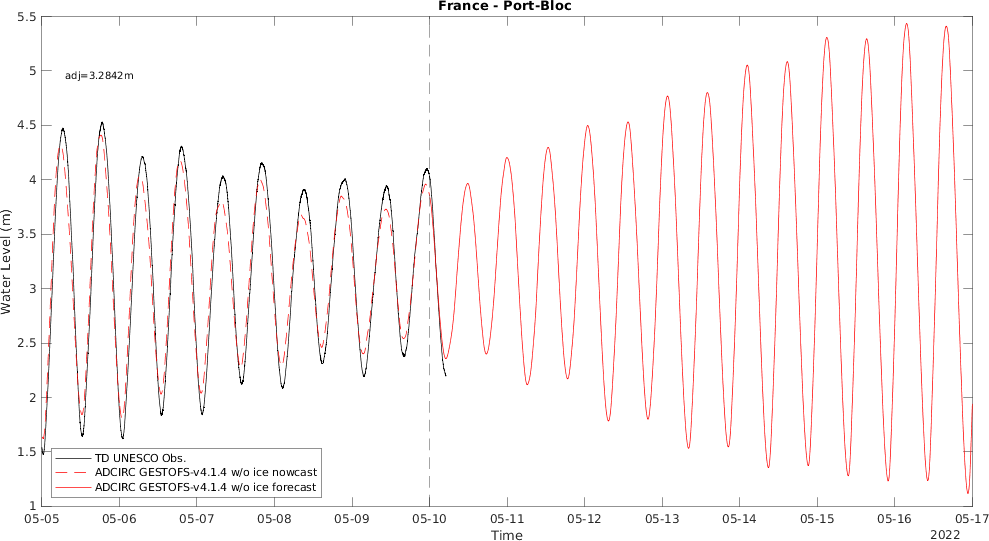 France - Port-Bloc
adj=3.2842m
Water Level (m)
5.5
5
4.5
4
3.5
3
2.5
2
1.5
1
TD UNESCO Obs.
ADCIRC GESTOFS-v4.1.4 w/o ice nowcast
ADCIRC GESTOFS-v4.1.4 w/o ice forecast
05-05 05-06 05-07 05-08 05-09 05-10 05-11 05-12 05-13 05-14 05-15 05-16 05-17
Time
2022